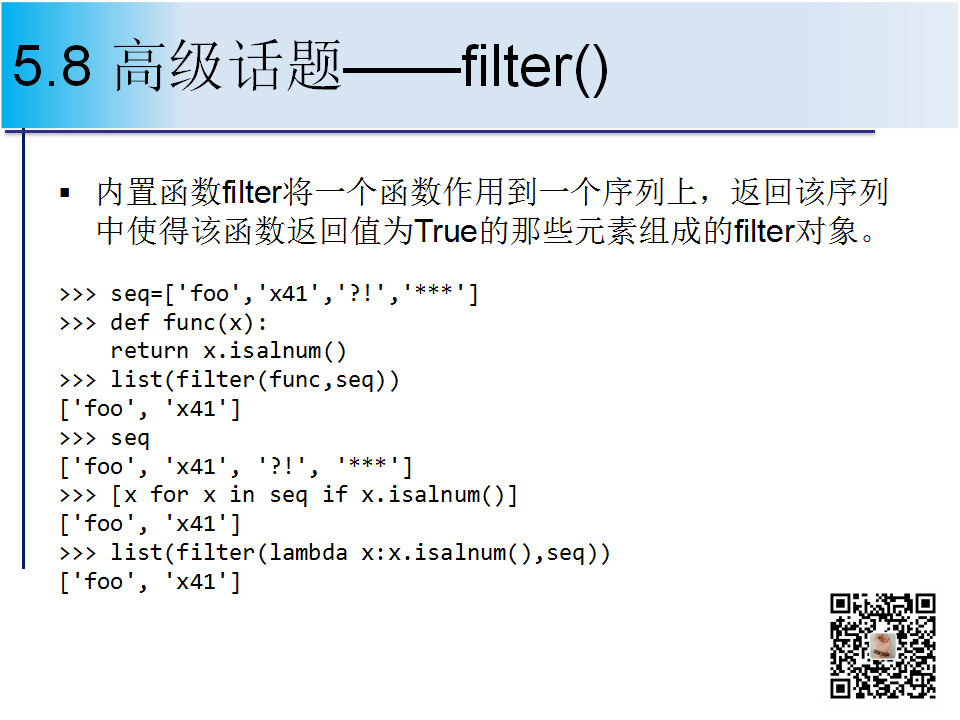 5.8 高级话题——filter()
▪ 内置函数filter将一个函数作用到一个序列上，返回该序列
中使得该函数返回值为True的那些元素组成的filter对象。
>>> seq=['foo','x41','?!','***']
>>> def func(x):
    return x.isalnum()
>>> list(filter(func,seq))
['foo', 'x41']
>>> seq
['foo', 'x41', '?!', '***']
>>> [x for x in seq if x.isalnum()]
['foo', 'x41']
>>> list(filter(lambda x:x.isalnum(),seq))
['foo', 'x41']